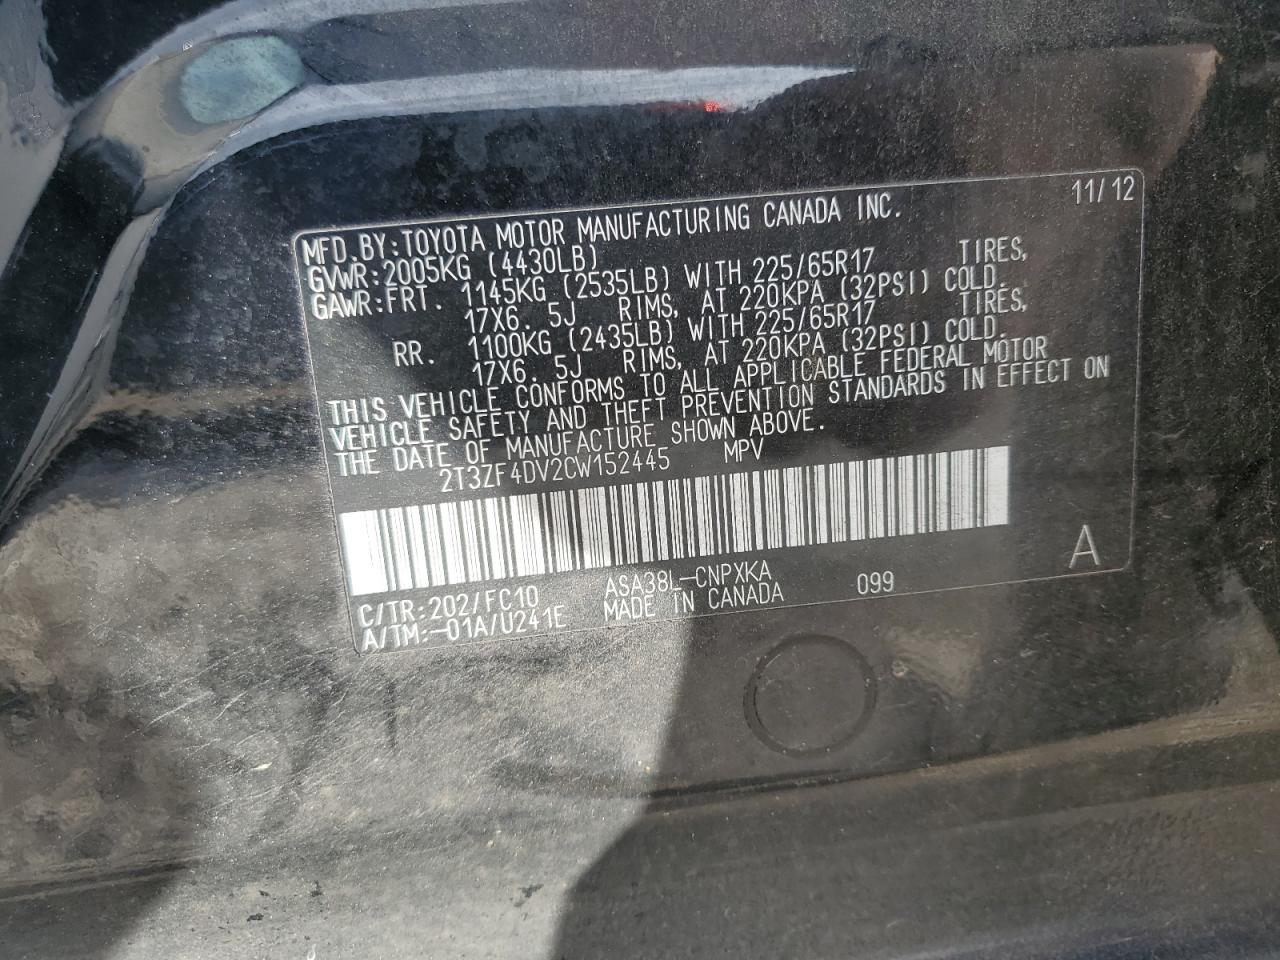 11/12
MFD.BY:TOYOTA MOTOR MANUFACTURING CANADA INC.
GVWR:2005KG (4430LB)
GAWR:FRT. 1145KG (2535LB) WITH 225/65R17 TIRES,
17X6.5J RIMS, AT 220KPA (32PSI) COLD.
RR. 1100KG (2435LB) WITH 225/65R17 TIRES,
17X6.5J RIMS, AT 220KPA (32PSI) COLD.
THIS VEHICLE CONFORMS TO ALL APPLICABLE FEDERAL MOTOR
VEHICLE SAFETY AND THEFT PREVENTION STANDARDS IN EFFECT ON
THE DATE OF MANUFACTURE SHOWN ABOVE.
2T3ZF4DV2CW152445 MPV
C/TR:202/FC10 ASA38L-CNPXKA 099 A
A/TM:-01A/U241E MADE IN CANADA